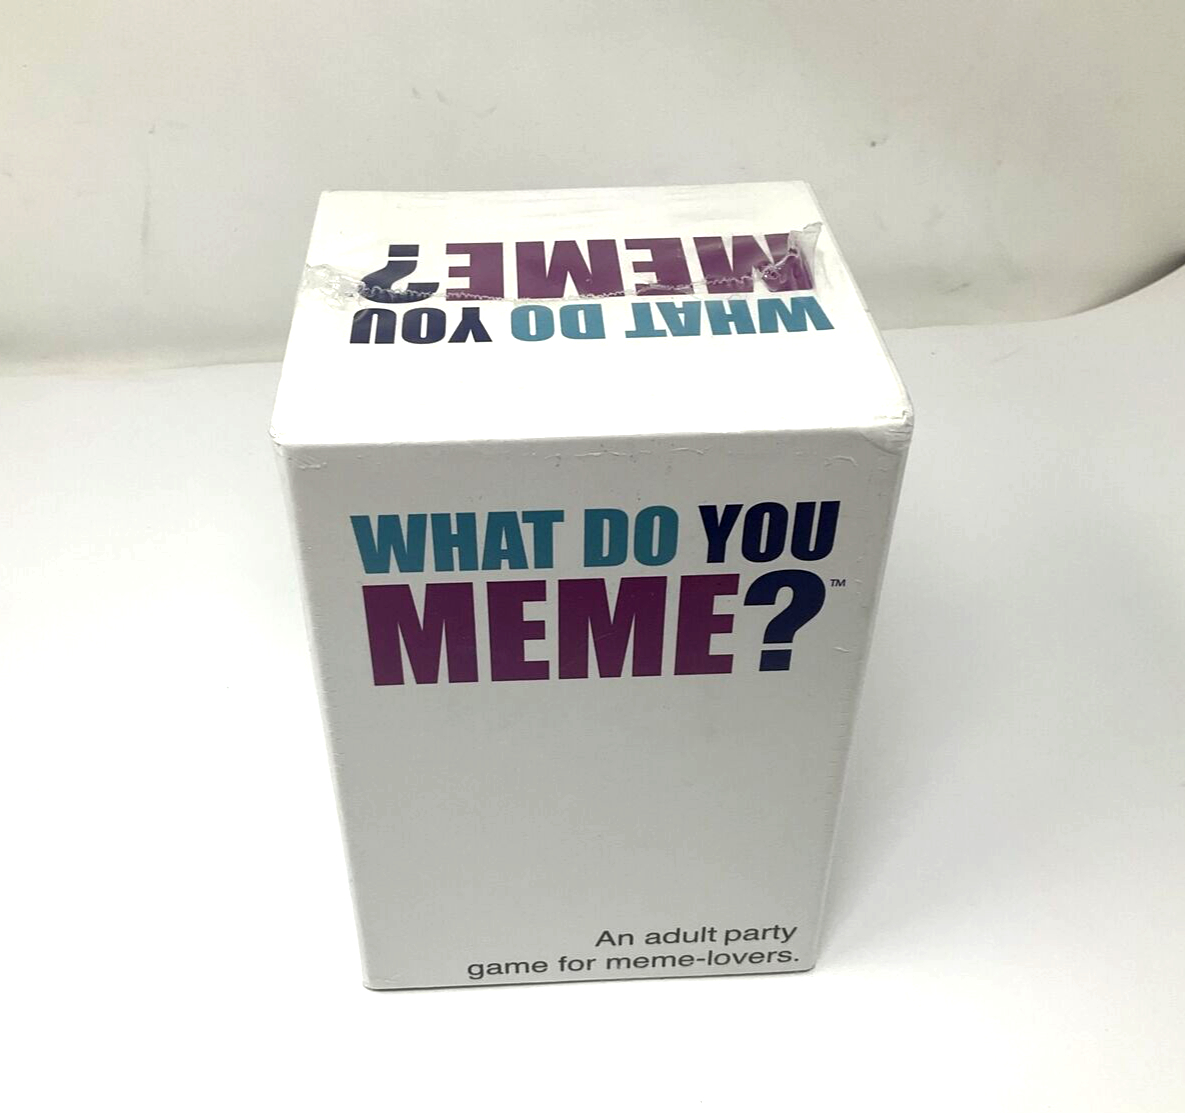 MEME?
WHAT DO YOU
WHAT DO YOU
MEME?™
An adult party
game for meme-lovers.